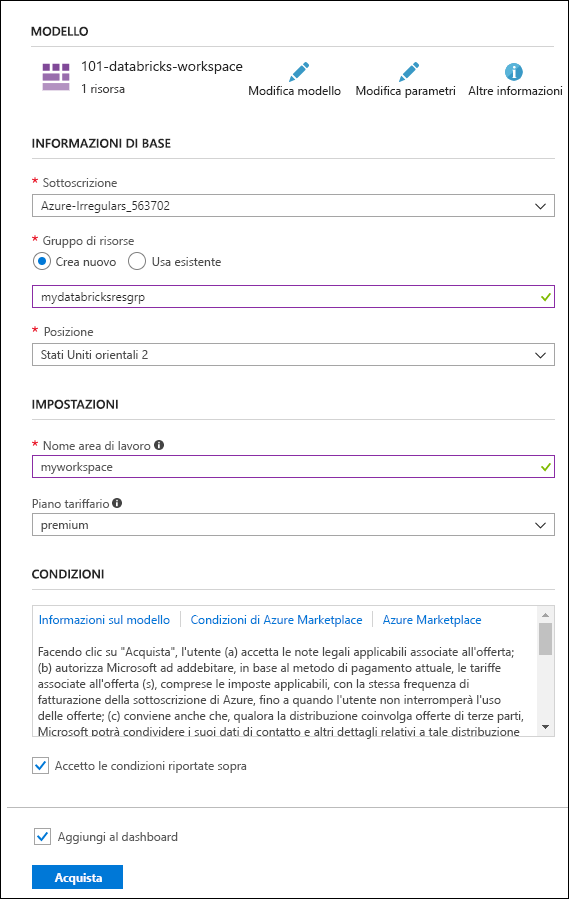 MODELLO
101-databricks-workspace
1 risorsa
Modifica modello
Modifica parametri
Altre informazioni
INFORMAZIONI DI BASE
* Sottoscrizione
Azure-Irregulars_563702
* Gruppo di risorse
Crea nuovo
Usa esistente
mydatabricksresgrp
* Posizione
Stati Uniti orientali 2
IMPOSTAZIONI
* Nome area di lavoro
myworkspace
Piano tariffario
premium
CONDIZIONI
Informazioni sul modello
Condizioni di Azure Marketplace
Azure Marketplace
Facendo clic su "Acquista", l'utente (a) accetta le note legali applicabili associate all'offerta;
(b) autorizza Microsoft ad addebitare, in base al metodo di pagamento attuale, le tariffe
associate all'offerta (s), comprese le imposte applicabili, con la stessa frequenza di
fatturazione della sottoscrizione di Azure, fino a quando l'utente non interromperà l'uso
delle offerte; (c) conviene anche che, qualora la distribuzione coinvolga offerte di terze parti,
Microsoft potrà condividere i suoi dati di contatto e altri dettagli relativi a tale distribuzione
Accetto le condizioni riportate sopra
Aggiungi al dashboard
Acquista